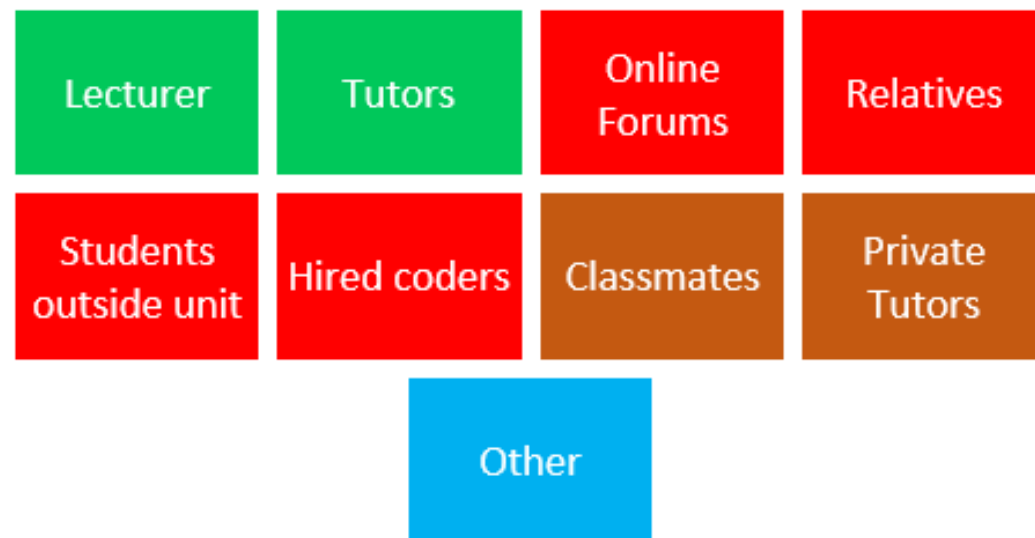 Lecturer
Tutors
Online
Forums
Relatives
Students
outside unit
Hired coders
Classmates
Private
Tutors
Other